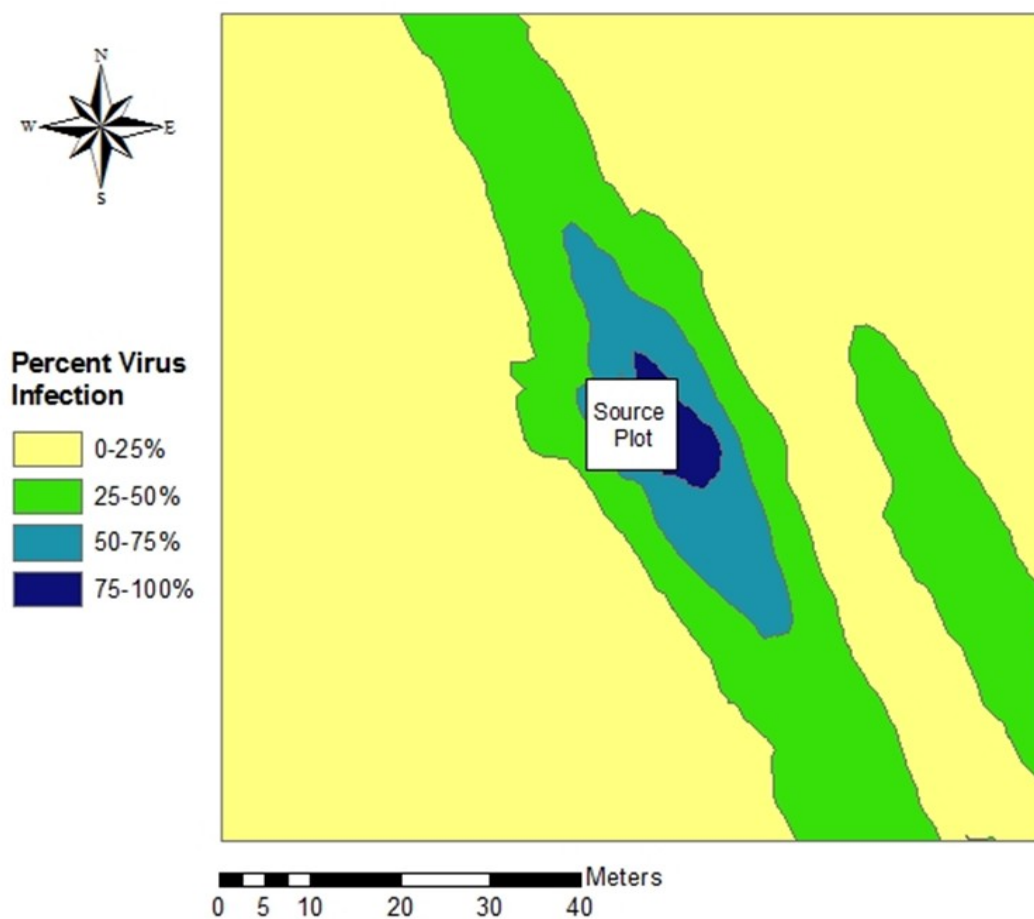 N
W E
S
Percent Virus
Infection
0-25%
25-50%
50-75%
75-100%
Source
Plot
Meters
0 5 10 20 30 40